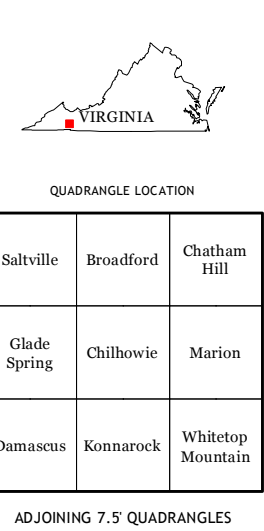 VIRGINIA
QUADRANGLE LOCATION
Saltville
Broadford
Chatham
Hill
Glade
Spring
Chilhowie
Marion
Damascus
Konnarock
Whitetop
Mountain
ADJOINING 7.5' QUADRANGLES